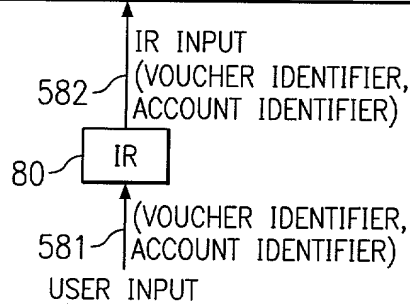 IR INPUT
(VOUCHER IDENTIFIER,
582
ACCOUNT IDENTIFIER)
80
IR
(VOUCHER IDENTIFIER,
581
ACCOUNT IDENTIFIER)
USER INPUT